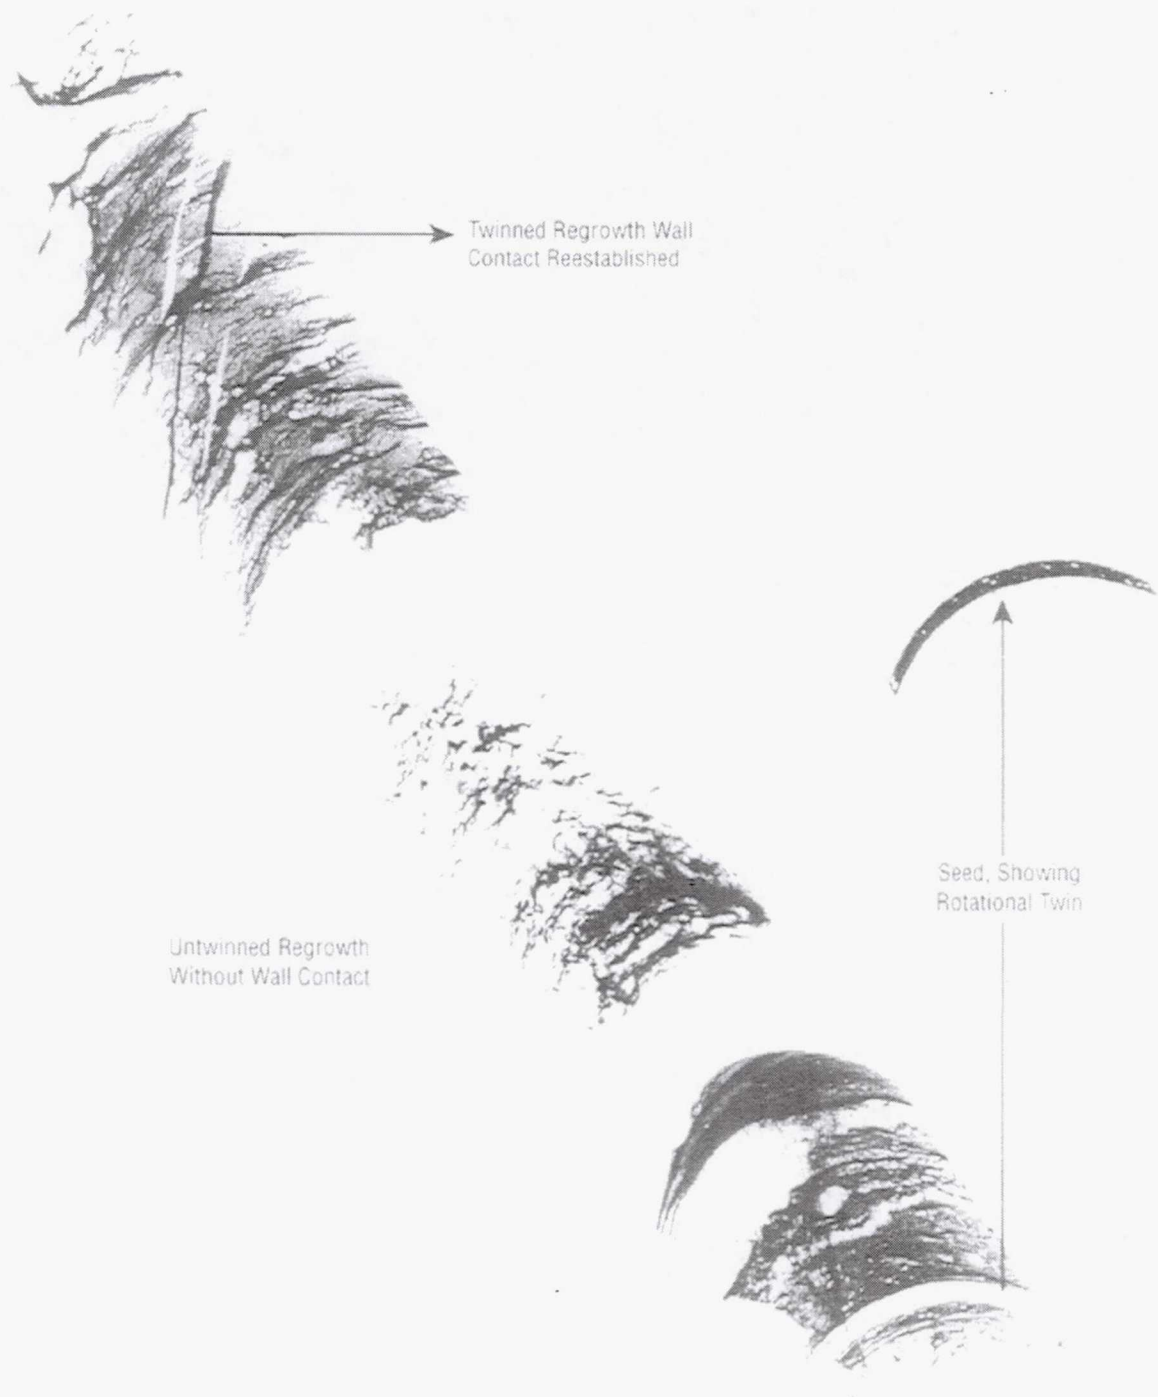 Twinned Regrowth Wall
Contact Reestablished
Seed, Showing
Rotational Twin
Untwinned Regrowth
Without Wall Contact